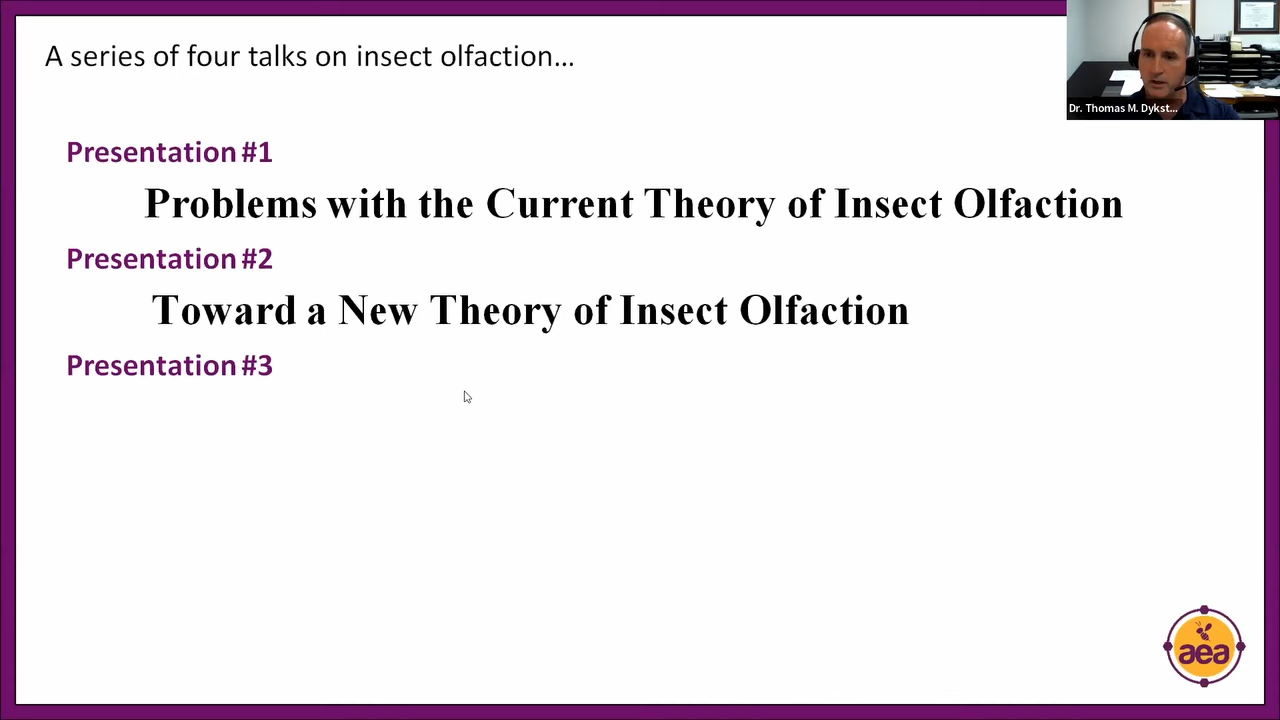 A series of four talks on insect olfaction...
Dr. Thomas M. Dykst...
Presentation #1
Problems with the Current Theory of Insect Olfaction
Presentation #2
Toward a New Theory of Insect Olfaction
Presentation #3
aea